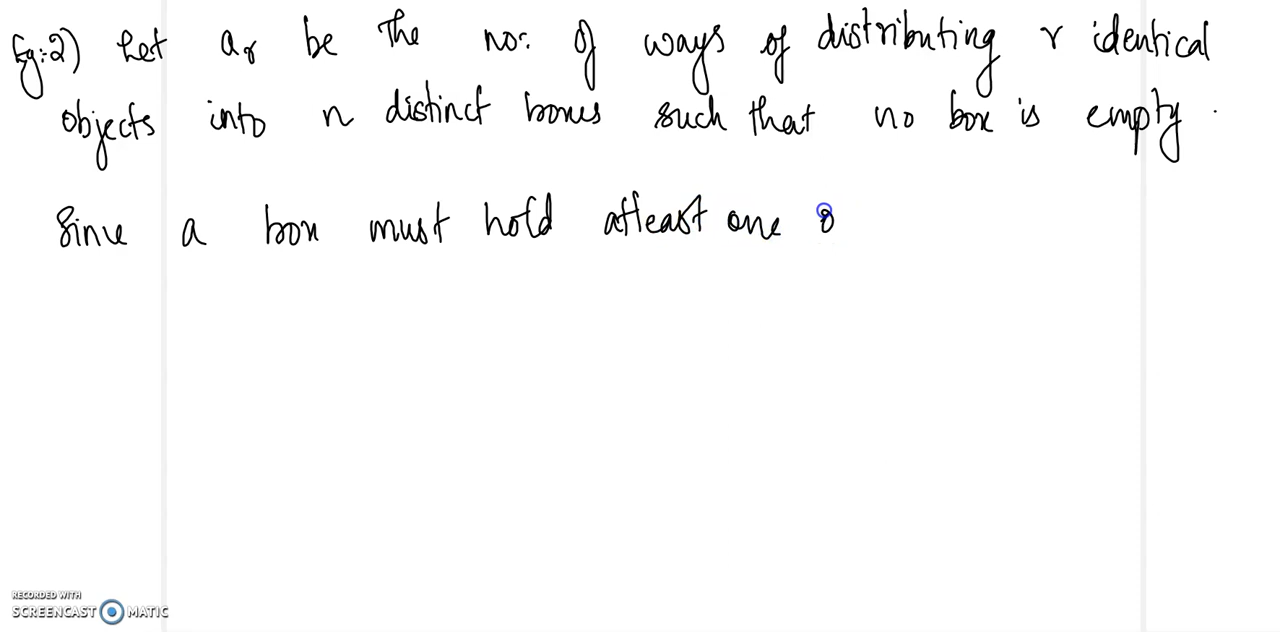 Eg:-2) Let aᵣ be the no: of ways of distributing r identical
objects into n distinct boxes such that no box is empty.
Since a box must hold atleast one
RECORDED WITH
SCREENCAST MATIC